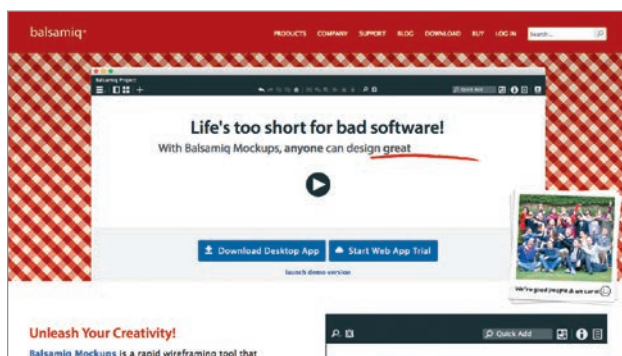 balsamiq
PRODUCTS COMPANY SUPPORT BLOG DOWNLOAD BUY LOG IN Search...
Balsamiq Project
Quick Add
Life's too short for bad software!
With Balsamiq Mockups, anyone can design great
Download Desktop App Start Web App Trial
launch demo version
We're good people & we care!
Unleash Your Creativity!
Quick Add
Balsamiq Mockups is a rapid wireframing tool that